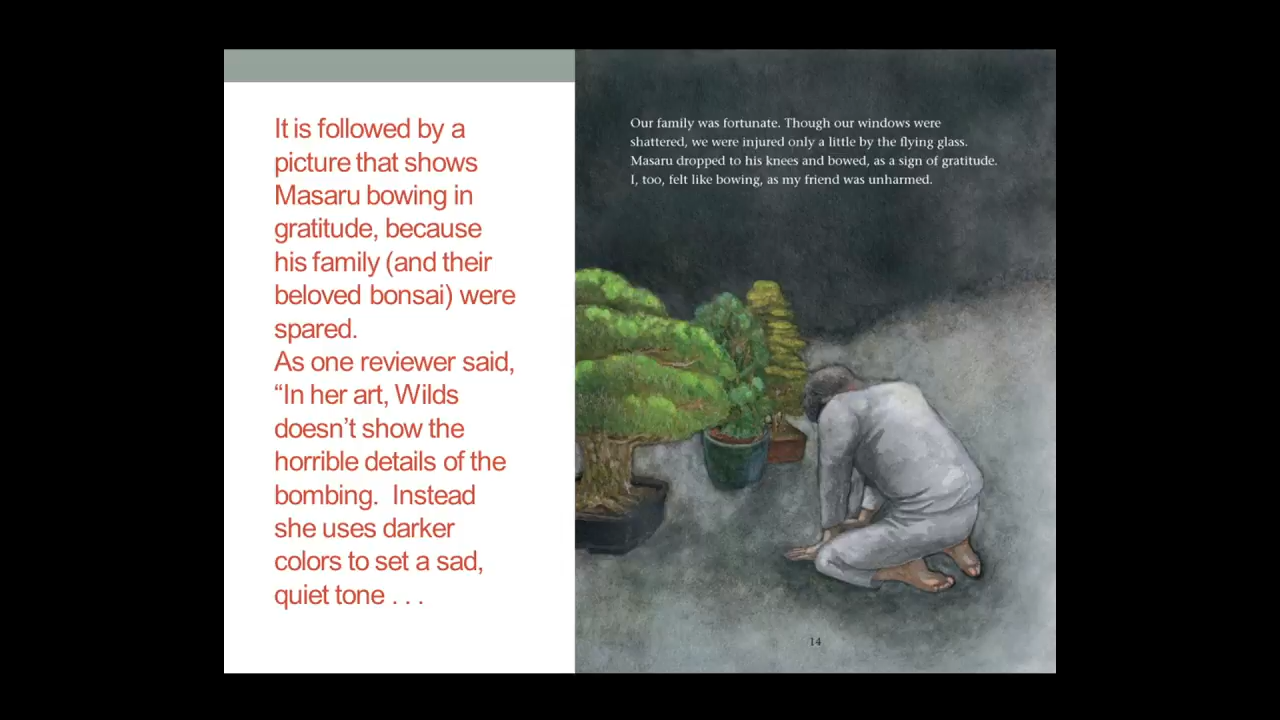 It is followed by a
picture that shows
Masaru bowing in
gratitude, because
his family (and their
beloved bonsai) were
spared.
As one reviewer said,
“In her art, Wilds
doesn’t show the
horrible details of the
bombing.  Instead
she uses darker
colors to set a sad,
quiet tone . . .
Our family was fortunate. Though our windows were
shattered, we were injured only a little by the flying glass.
Masaru dropped to his knees and bowed, as a sign of gratitude.
I, too, felt like bowing, as my friend was unharmed.
14